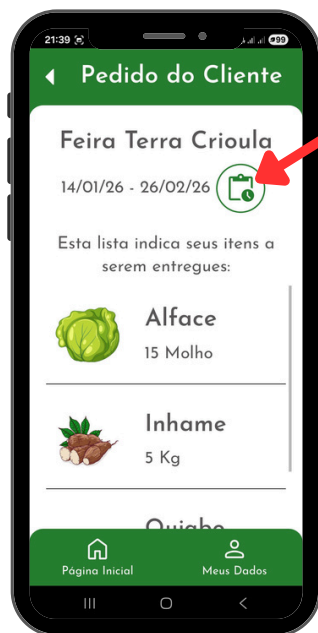 21:39
99
Pedido do Cliente
Feira Terra Crioula
14/01/26 - 26/02/26
Esta lista indica seus itens a
serem entregues:
Alface
15 Molho
Inhame
5 Kg
Quiabo
Página Inicial
Meus Dados